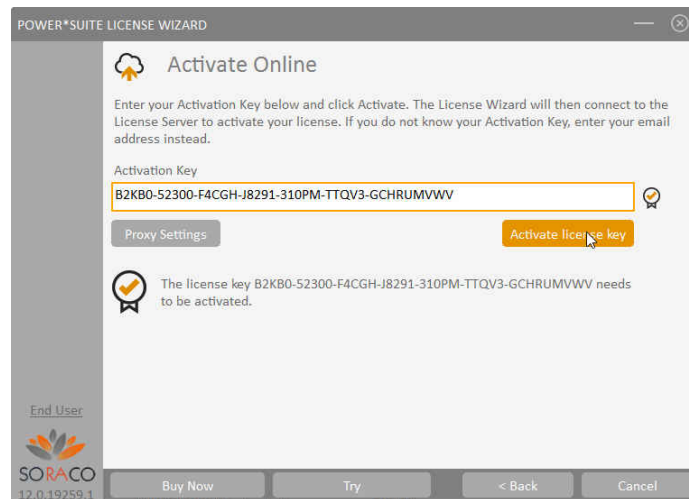 POWER*SUITE LICENSE WIZARD
Activate Online
Enter your Activation Key below and click Activate. The License Wizard will then connect to the
License Server to activate your license. If you do not know your Activation Key, enter your email
address instead.
Activation Key
B2KB0-52300-F4CGH-J8291-310PM-TTQV3-GCHRUMVWV
Proxy Settings
Activate license key
The license key B2KB0-52300-F4CGH-J8291-310PM-TTQV3-GCHRUMVWV needs
to be activated.
End User
SORACO
12.0.19259.1
Buy Now
Try
< Back
Cancel